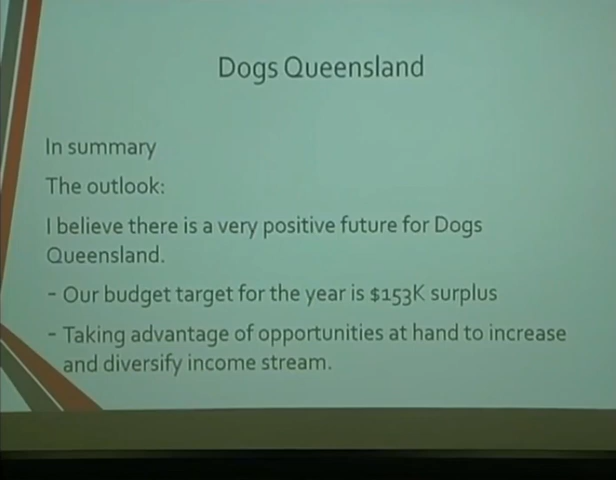 Dogs Queensland
In summary
The outlook:
I believe there is a very positive future for Dogs
Queensland.
- Our budget target for the year is $153K surplus
- Taking advantage of opportunities at hand to increase
and diversify income stream.